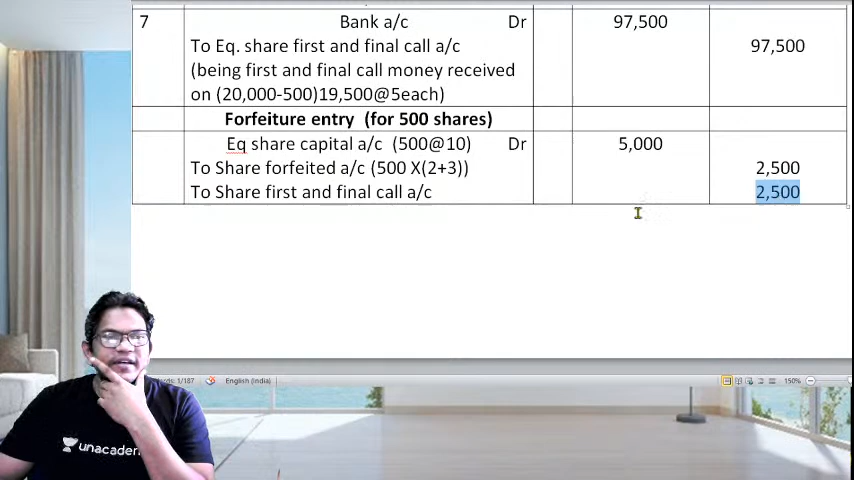 7 Bank a/c Dr 97,500
To Eq. share first and final call a/c 97,500
(being first and final call money received
on (20,000-500)19,500@5each)
Forfeiture entry (for 500 shares)
Eq share capital a/c (500@10) Dr 5,000
To Share forfeited a/c (500 X(2+3)) 2,500
To Share first and final call a/c 2,500
1/187 English (India) 150%
unacadem